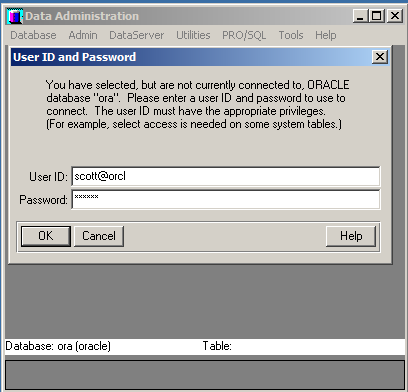 Data Administration
Database Admin DataServer Utilities PRO/SQL Tools Help
User ID and Password
You have selected, but are not currently connected to, ORACLE
database "ora". Please enter a user ID and password to use to
connect. The user ID must have the appropriate privileges.
(For example, select access is needed on some system tables.)
User ID: scott@orcl
Password: ******
OK Cancel Help
Database: ora (oracle) Table: